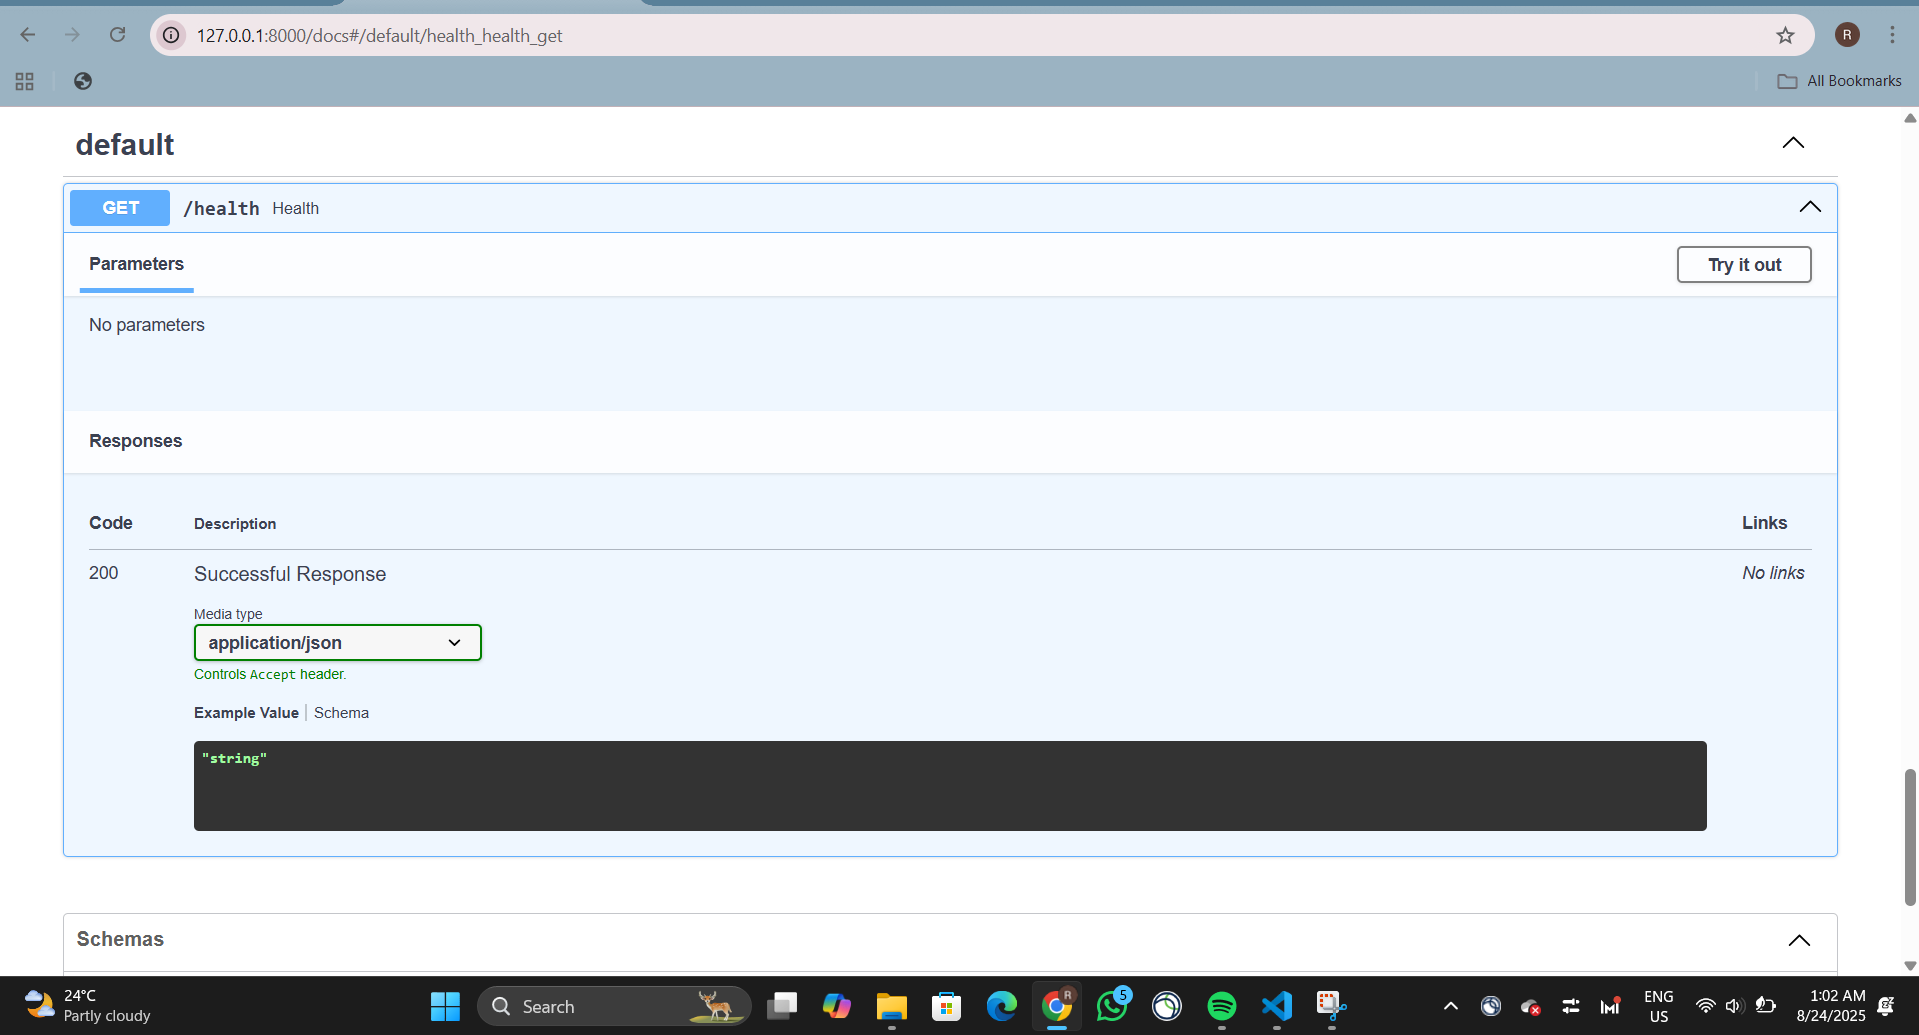 127.0.0.1:8000/docs#/default/health_health_get
R
All Bookmarks
default
GET /health Health
Parameters
Try it out
No parameters
Responses
Code Description Links
200 Successful Response No links
Media type
application/json
Controls Accept header.
Example Value | Schema
"string"
Schemas
24°C
Partly cloudy
Search
R
5
ENG
US
1:02 AM
8/24/2025